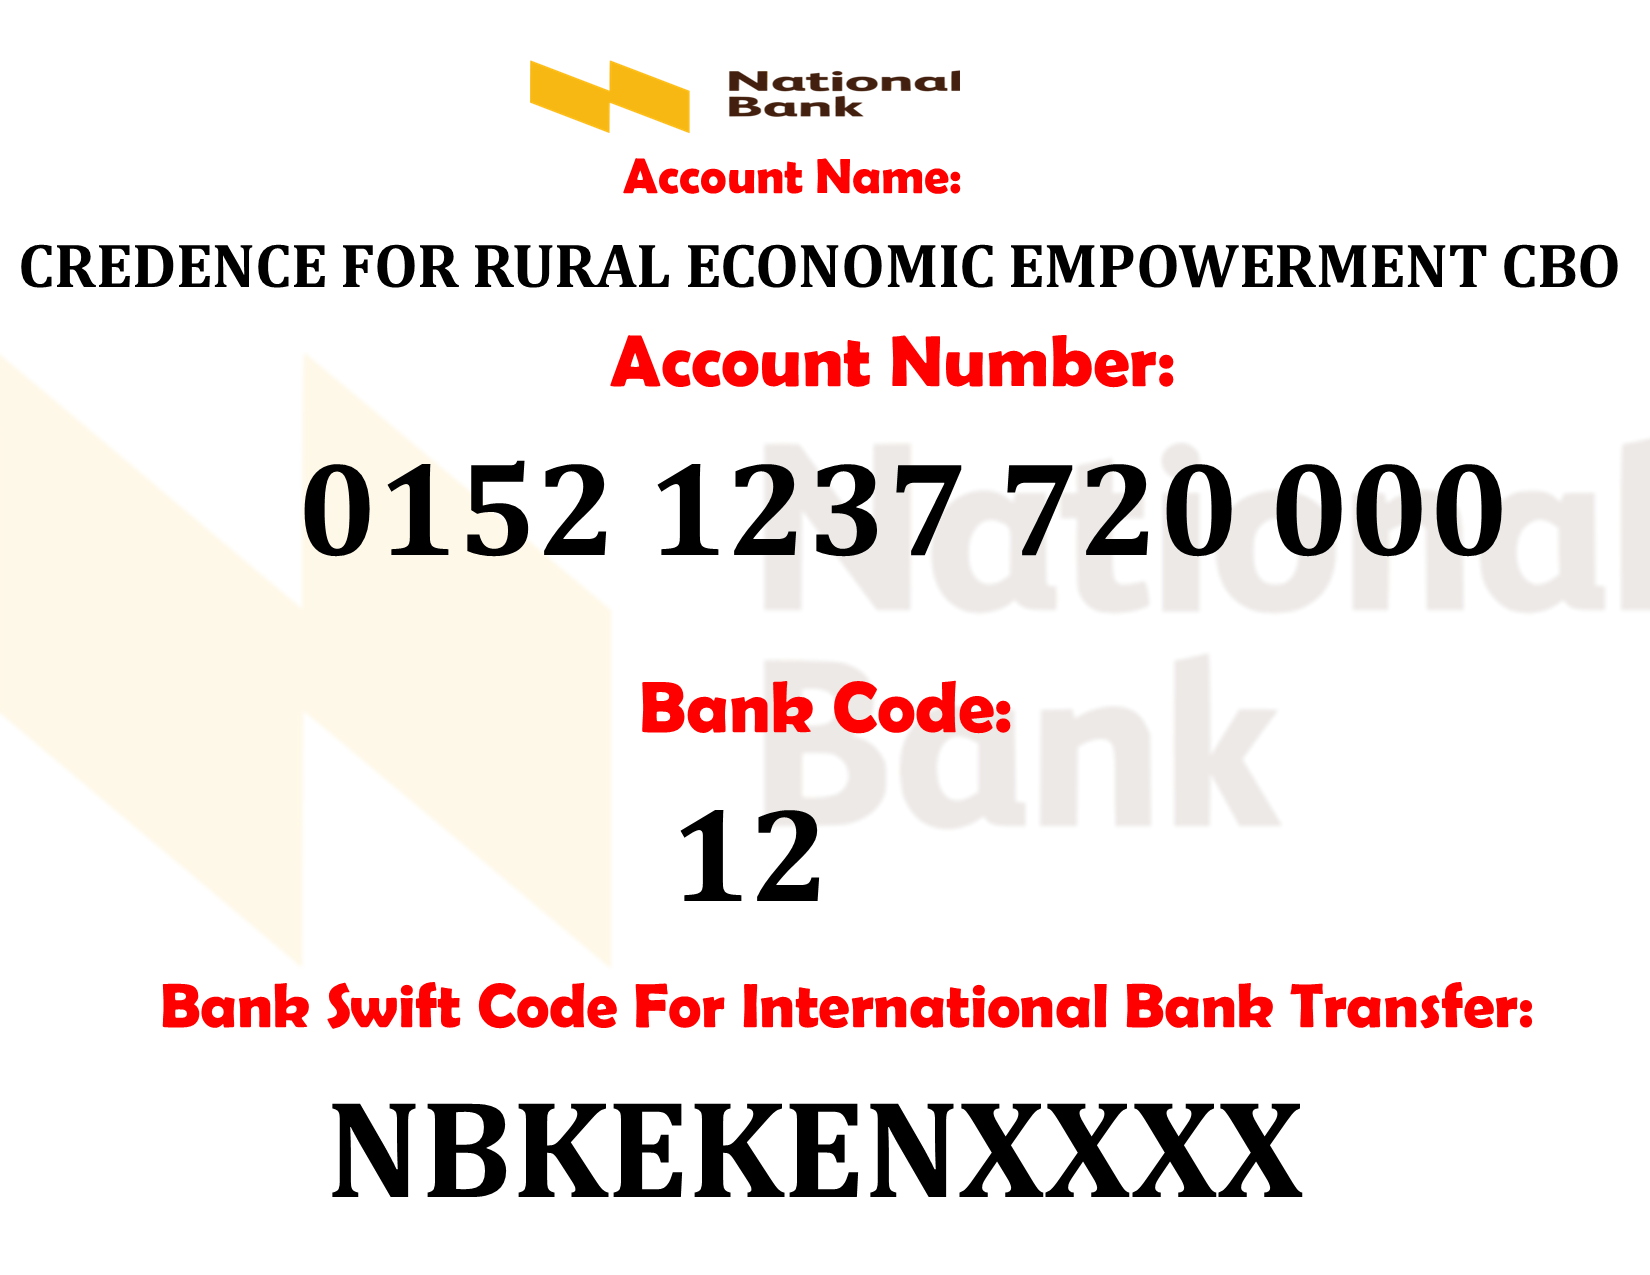 National
Bank
Account Name:
CREDENCE FOR RURAL ECONOMIC EMPOWERMENT CBO
Account Number:
0152 1237 720 000
National
Bank
Bank Code:
12
Bank Swift Code For International Bank Transfer:
NBKEKENXXXX